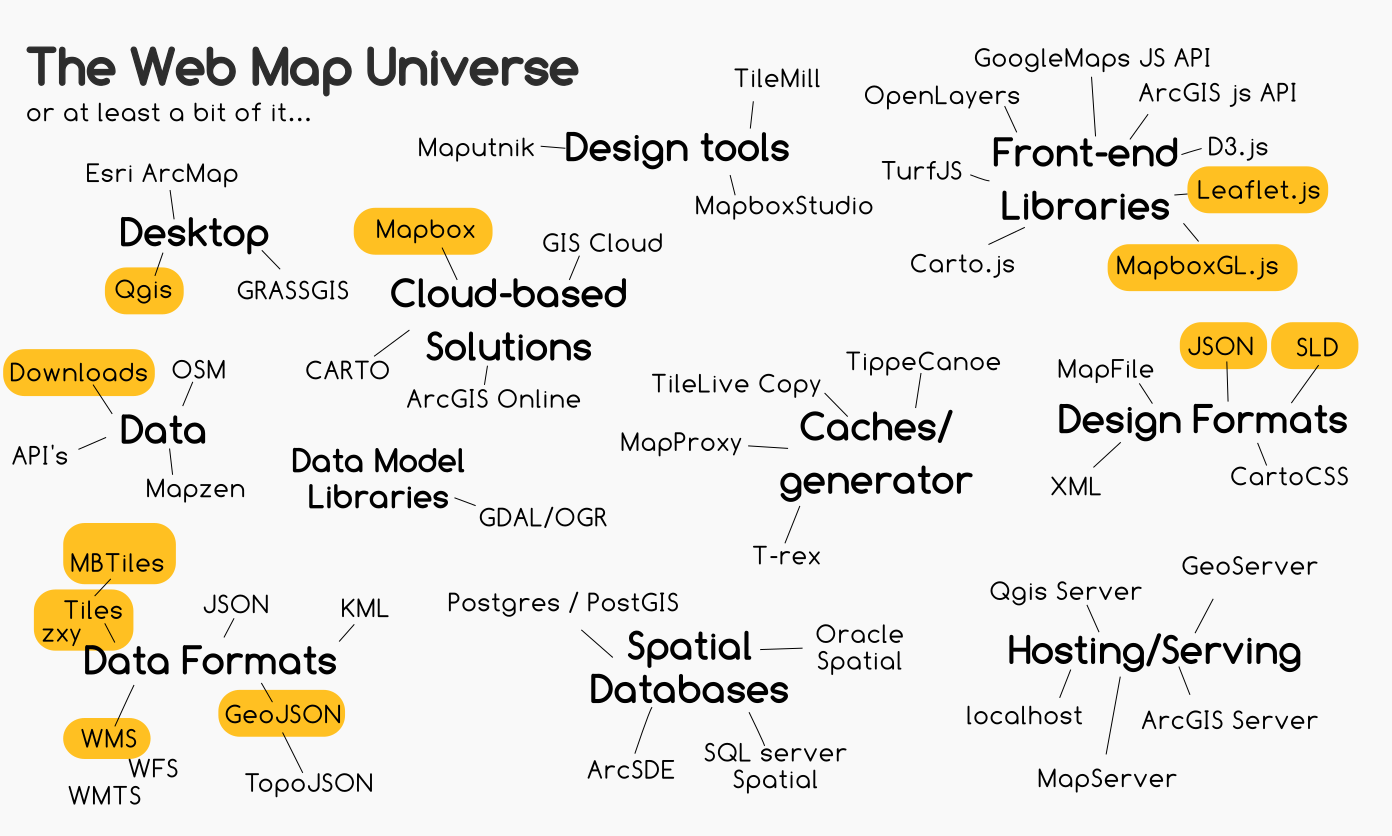 The Web Map Universe
or at least a bit of it...
Esri ArcMap
Desktop
Qgis
GRASSGIS
TileMill
Maputnik
Design tools
MapboxStudio
GoogleMaps JS API
OpenLayers
ArcGIS js API
Front-end
D3.js
TurfJS
Leaflet.js
Libraries
Carto.js
MapboxGL.js
Mapbox
GIS Cloud
Cloud-based
Solutions
CARTO
ArcGIS Online
Downloads
OSM
Data
API's
Mapzen
Data Model
Libraries
GDAL/OGR
TippeCanoe
TileLive Copy
Caches/
MapProxy
generator
T-rex
JSON
SLD
MapFile
Design Formats
XML
CartoCSS
MBTiles
Tiles
zxy
JSON
KML
Data Formats
GeoJSON
WMS
WFS
WMTS
TopoJSON
Postgres / PostGIS
Spatial
Databases
Oracle
Spatial
ArcSDE
SQL server
Spatial
GeoServer
Qgis Server
Hosting/Serving
localhost
ArcGIS Server
MapServer